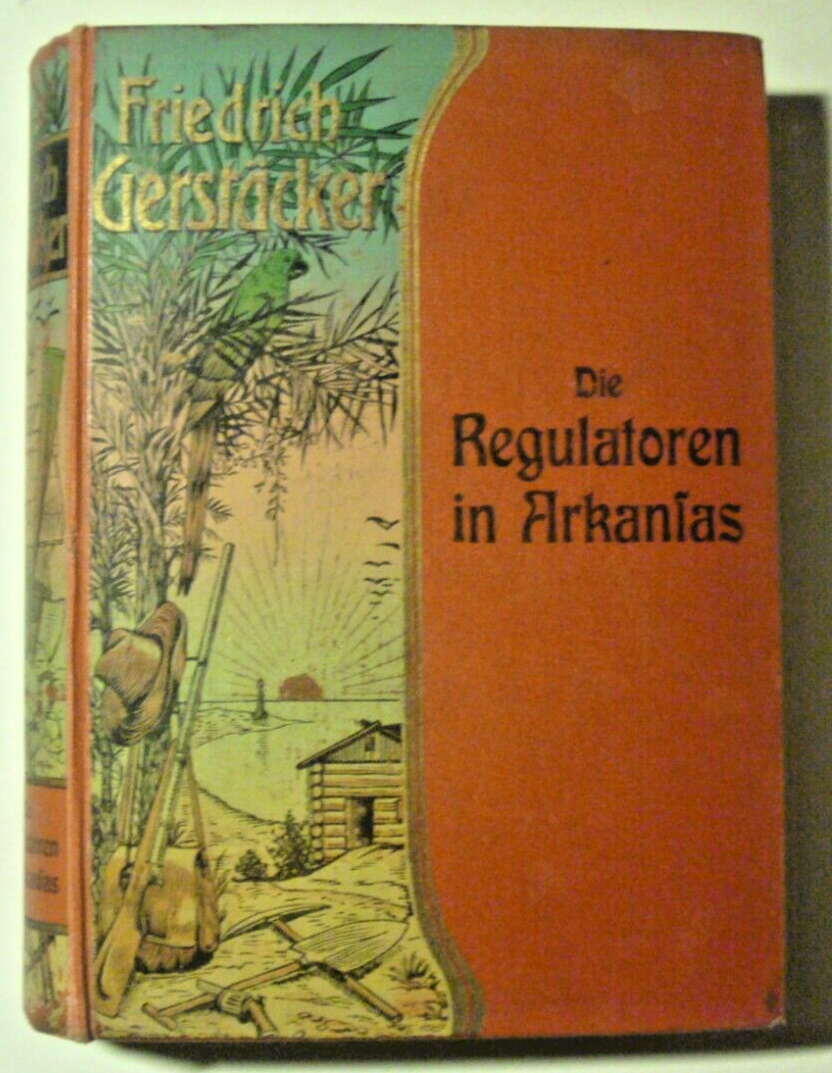 Friedrich
Gerstäcker
Die
Regulatoren
in Arkanſas